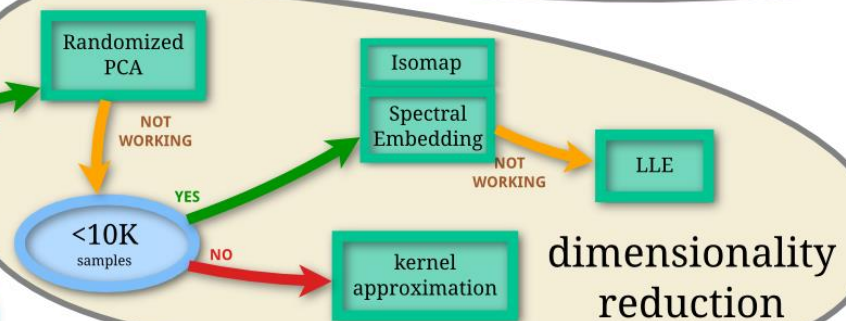 Randomized
PCA
NOT
WORKING
<10K
samples
YES
NO
Isomap
Spectral
Embedding
NOT
WORKING
LLE
kernel
approximation
dimensionality
reduction